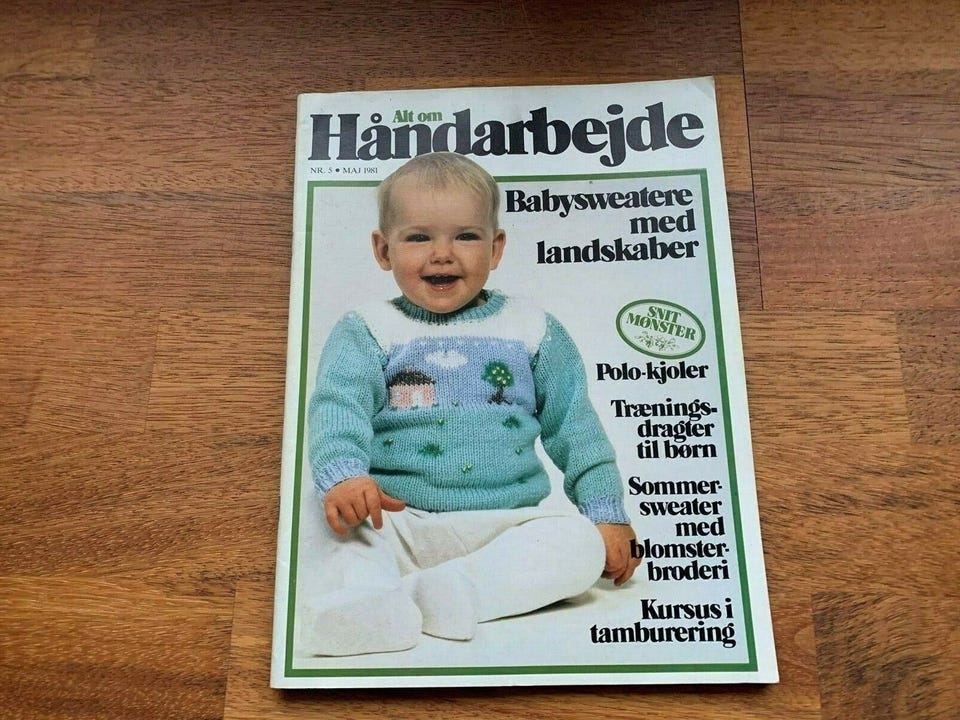 Alt om
Håndarbejde
NR. 5 • MAJ 1981
Babysweatere
med
landskaber
SNIT
MØNSTER
Polo-kjoler
Trænings-
dragter
til børn
Sommer-
sweater
med
blomster-
broderi
Kursus i
tamburering